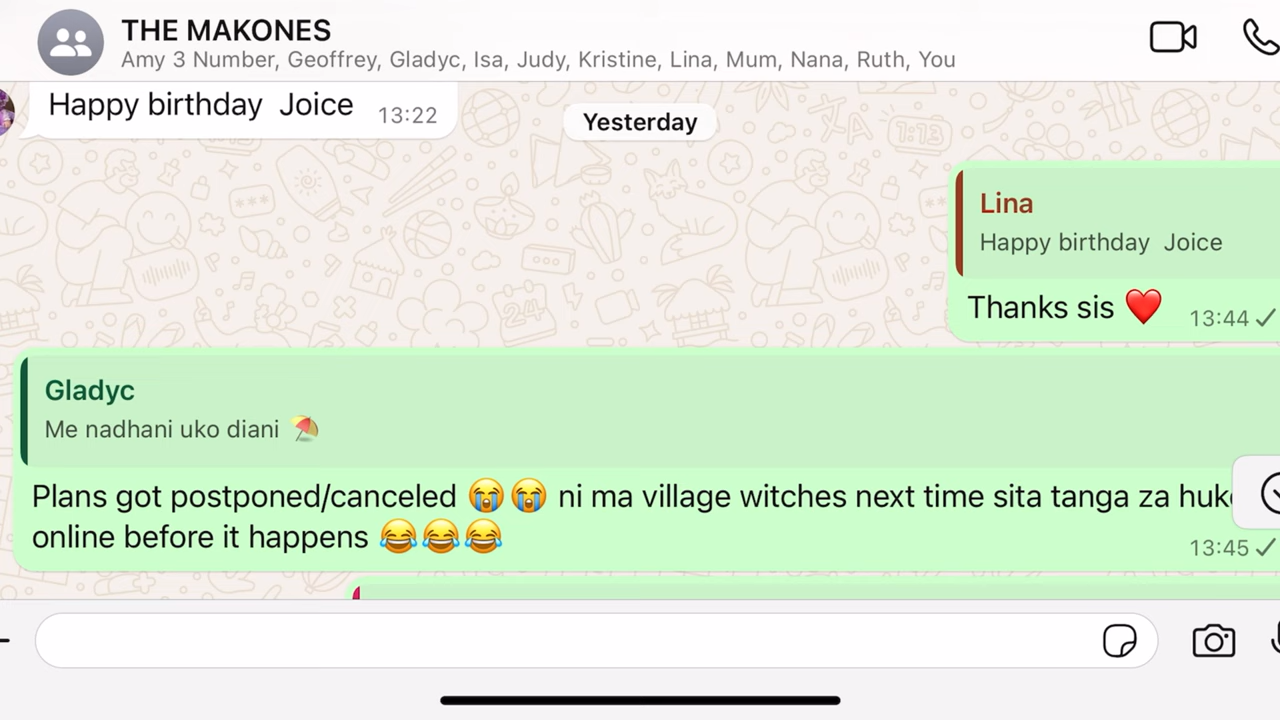 THE MAKONES
Amy 3 Number, Geoffrey, Gladyc, Isa, Judy, Kristine, Lina, Mum, Nana, Ruth, You
Happy birthday Joice 13:22
Yesterday
Lina
Happy birthday Joice
Thanks sis ❤️ 13:44
Gladyc
Me nadhani uko diani ⛱️
Plans got postponed/canceled 😭😭 ni ma village witches next time sita tanga za
online before it happens 😂😂😂
13:45